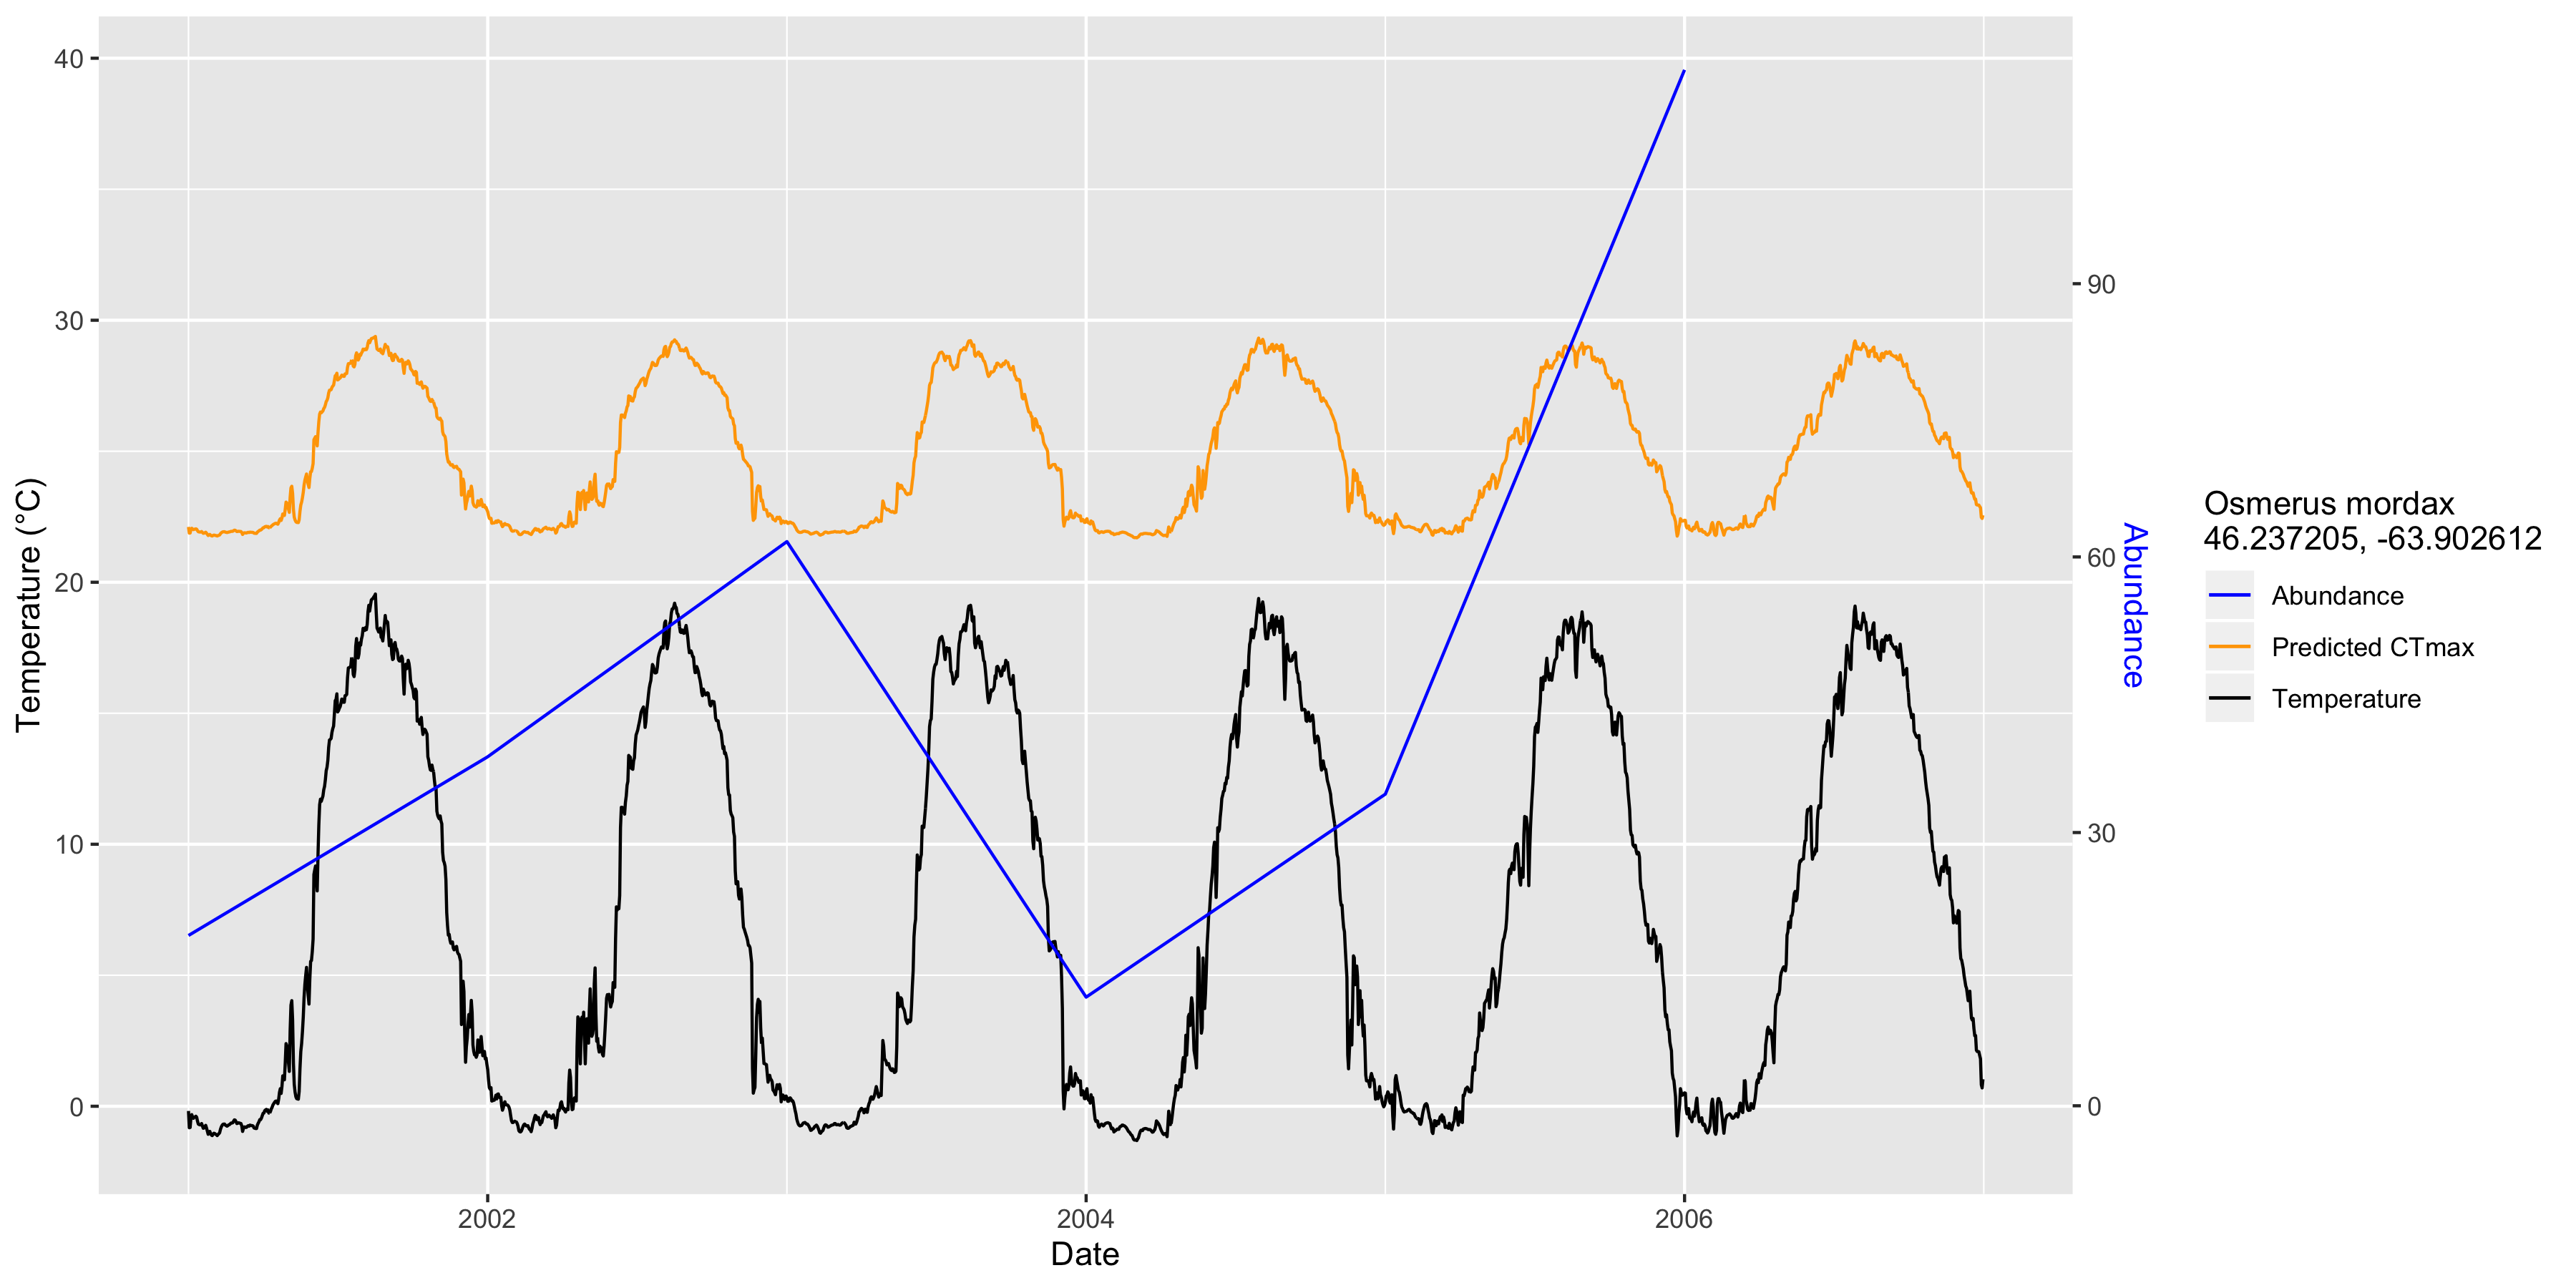 40
30
20
10
0
Temperature (°C)
2002
2004
2006
Date
90
60
30
0
Abundance
Osmerus mordax
46.237205, -63.902612
Abundance
Predicted CTmax
Temperature